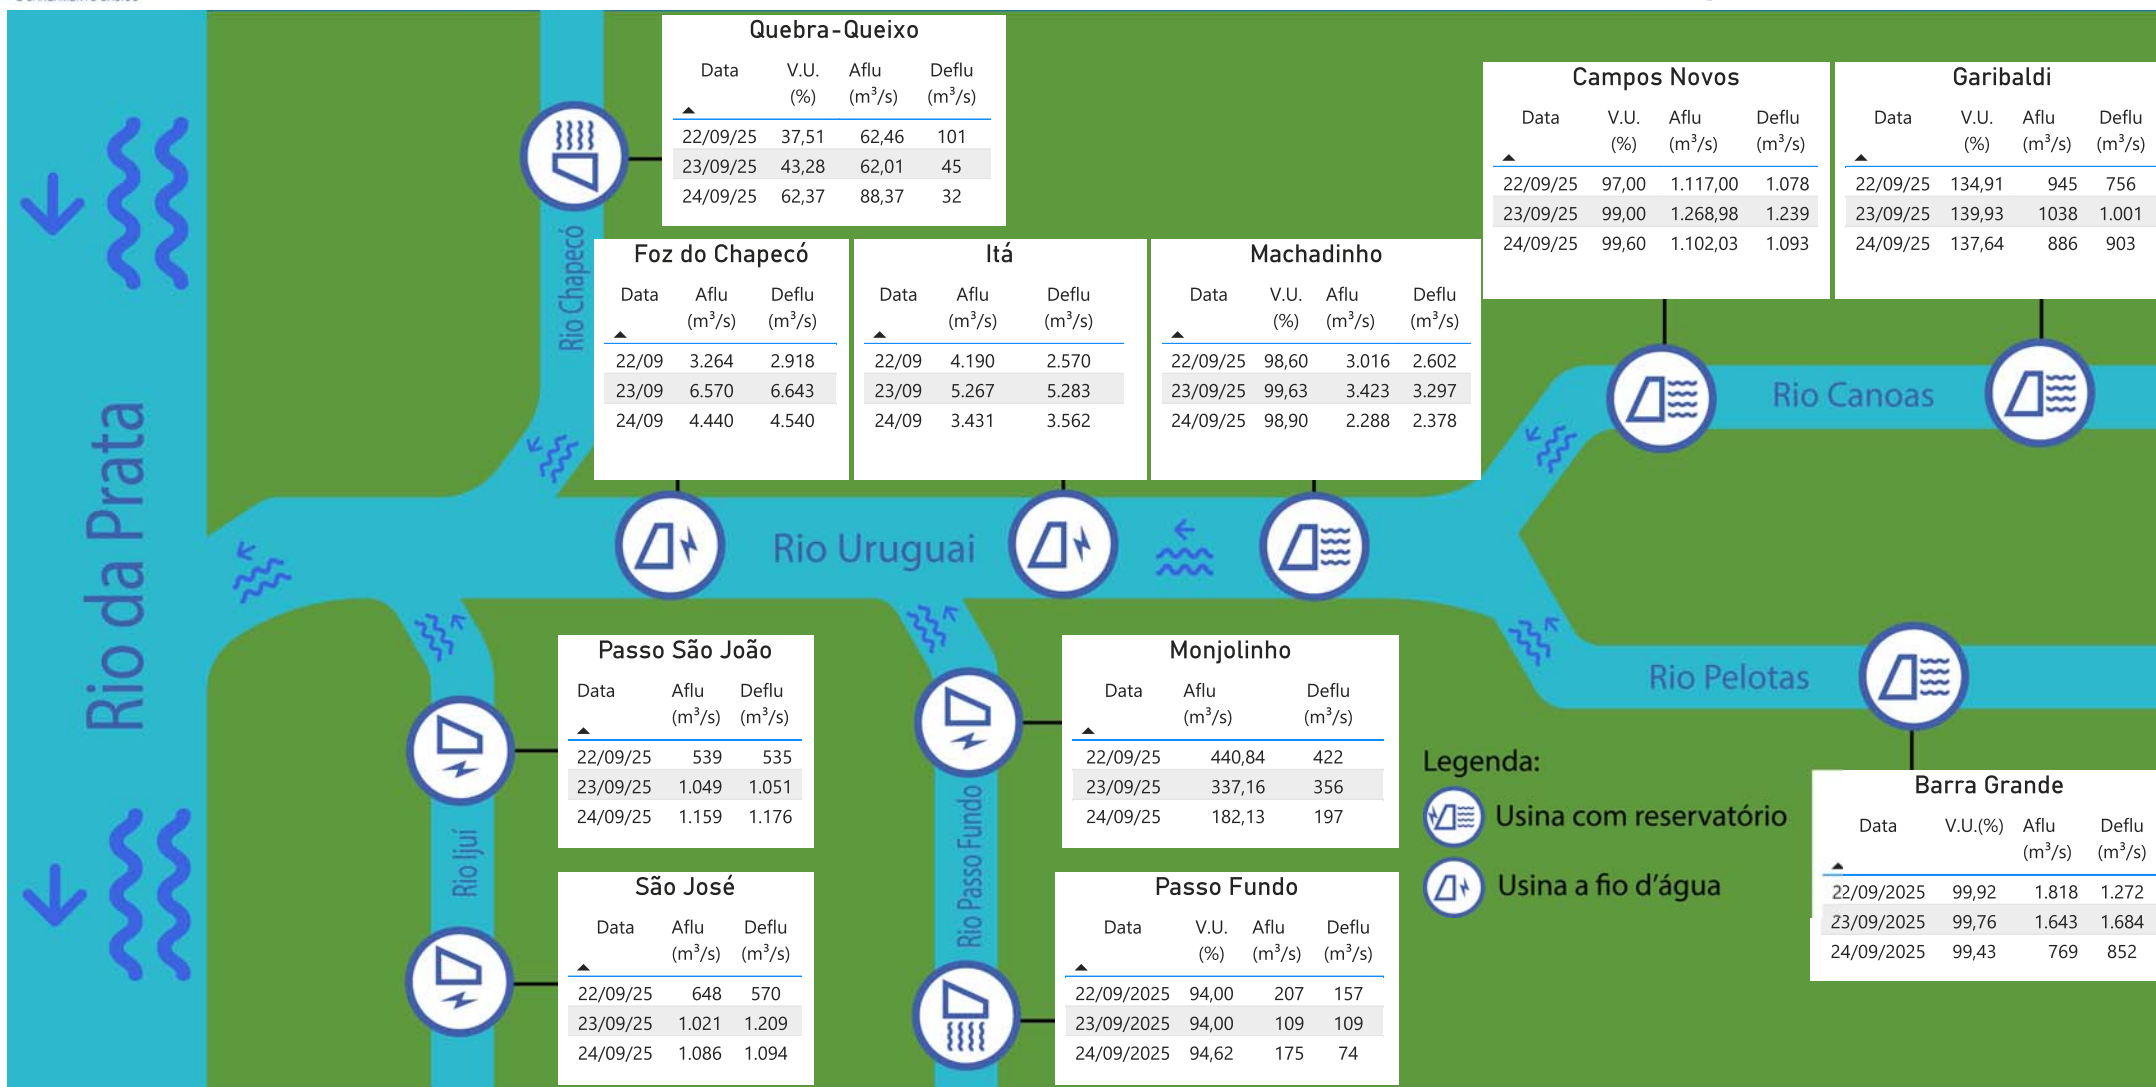 Quebra-Queixo
Data V.U. (%) Aflu (m³/s) Deflu (m³/s)
22/09/25 37,51 62,46 101
23/09/25 43,28 62,01 45
24/09/25 62,37 88,37 32
Campos Novos
Data V.U. (%) Aflu (m³/s) Deflu (m³/s)
22/09/25 97,00 1.117,00 1.078
23/09/25 99,00 1.268,98 1.239
24/09/25 99,60 1.102,03 1.093
Garibaldi
Data V.U. (%) Aflu (m³/s) Deflu (m³/s)
22/09/25 134,91 945 756
23/09/25 139,93 1038 1.001
24/09/25 137,64 886 903
Foz do Chapecó
Data Aflu (m³/s) Deflu (m³/s)
22/09 3.264 2.918
23/09 6.570 6.643
24/09 4.440 4.540
Itá
Data Aflu (m³/s) Deflu (m³/s)
22/09 4.190 2.570
23/09 5.267 5.283
24/09 3.431 3.562
Machadinho
Data V.U. (%) Aflu (m³/s) Deflu (m³/s)
22/09/25 98,60 3.016 2.602
23/09/25 99,63 3.423 3.297
24/09/25 98,90 2.288 2.378
Rio Chapecó
Rio Canoas
Rio da Prata
Rio Uruguai
Rio Pelotas
Passo São João
Data Aflu (m³/s) Deflu (m³/s)
22/09/25 539 535
23/09/25 1.049 1.051
24/09/25 1.159 1.176
Monjolinho
Data Aflu (m³/s) Deflu (m³/s)
22/09/25 440,84 422
23/09/25 337,16 356
24/09/25 182,13 197
Legenda:
Usina com reservatório
Usina a fio d'água
Barra Grande
Data V.U.(%) Aflu (m³/s) Deflu (m³/s)
22/09/2025 99,92 1.818 1.272
23/09/2025 99,76 1.643 1.684
24/09/2025 99,43 769 852
Rio Ijuí
Rio Passo Fundo
São José
Data Aflu (m³/s) Deflu (m³/s)
22/09/25 648 570
23/09/25 1.021 1.209
24/09/25 1.086 1.094
Passo Fundo
Data V.U. (%) Aflu (m³/s) Deflu (m³/s)
22/09/2025 94,00 207 157
23/09/2025 94,00 109 109
24/09/2025 94,62 175 74